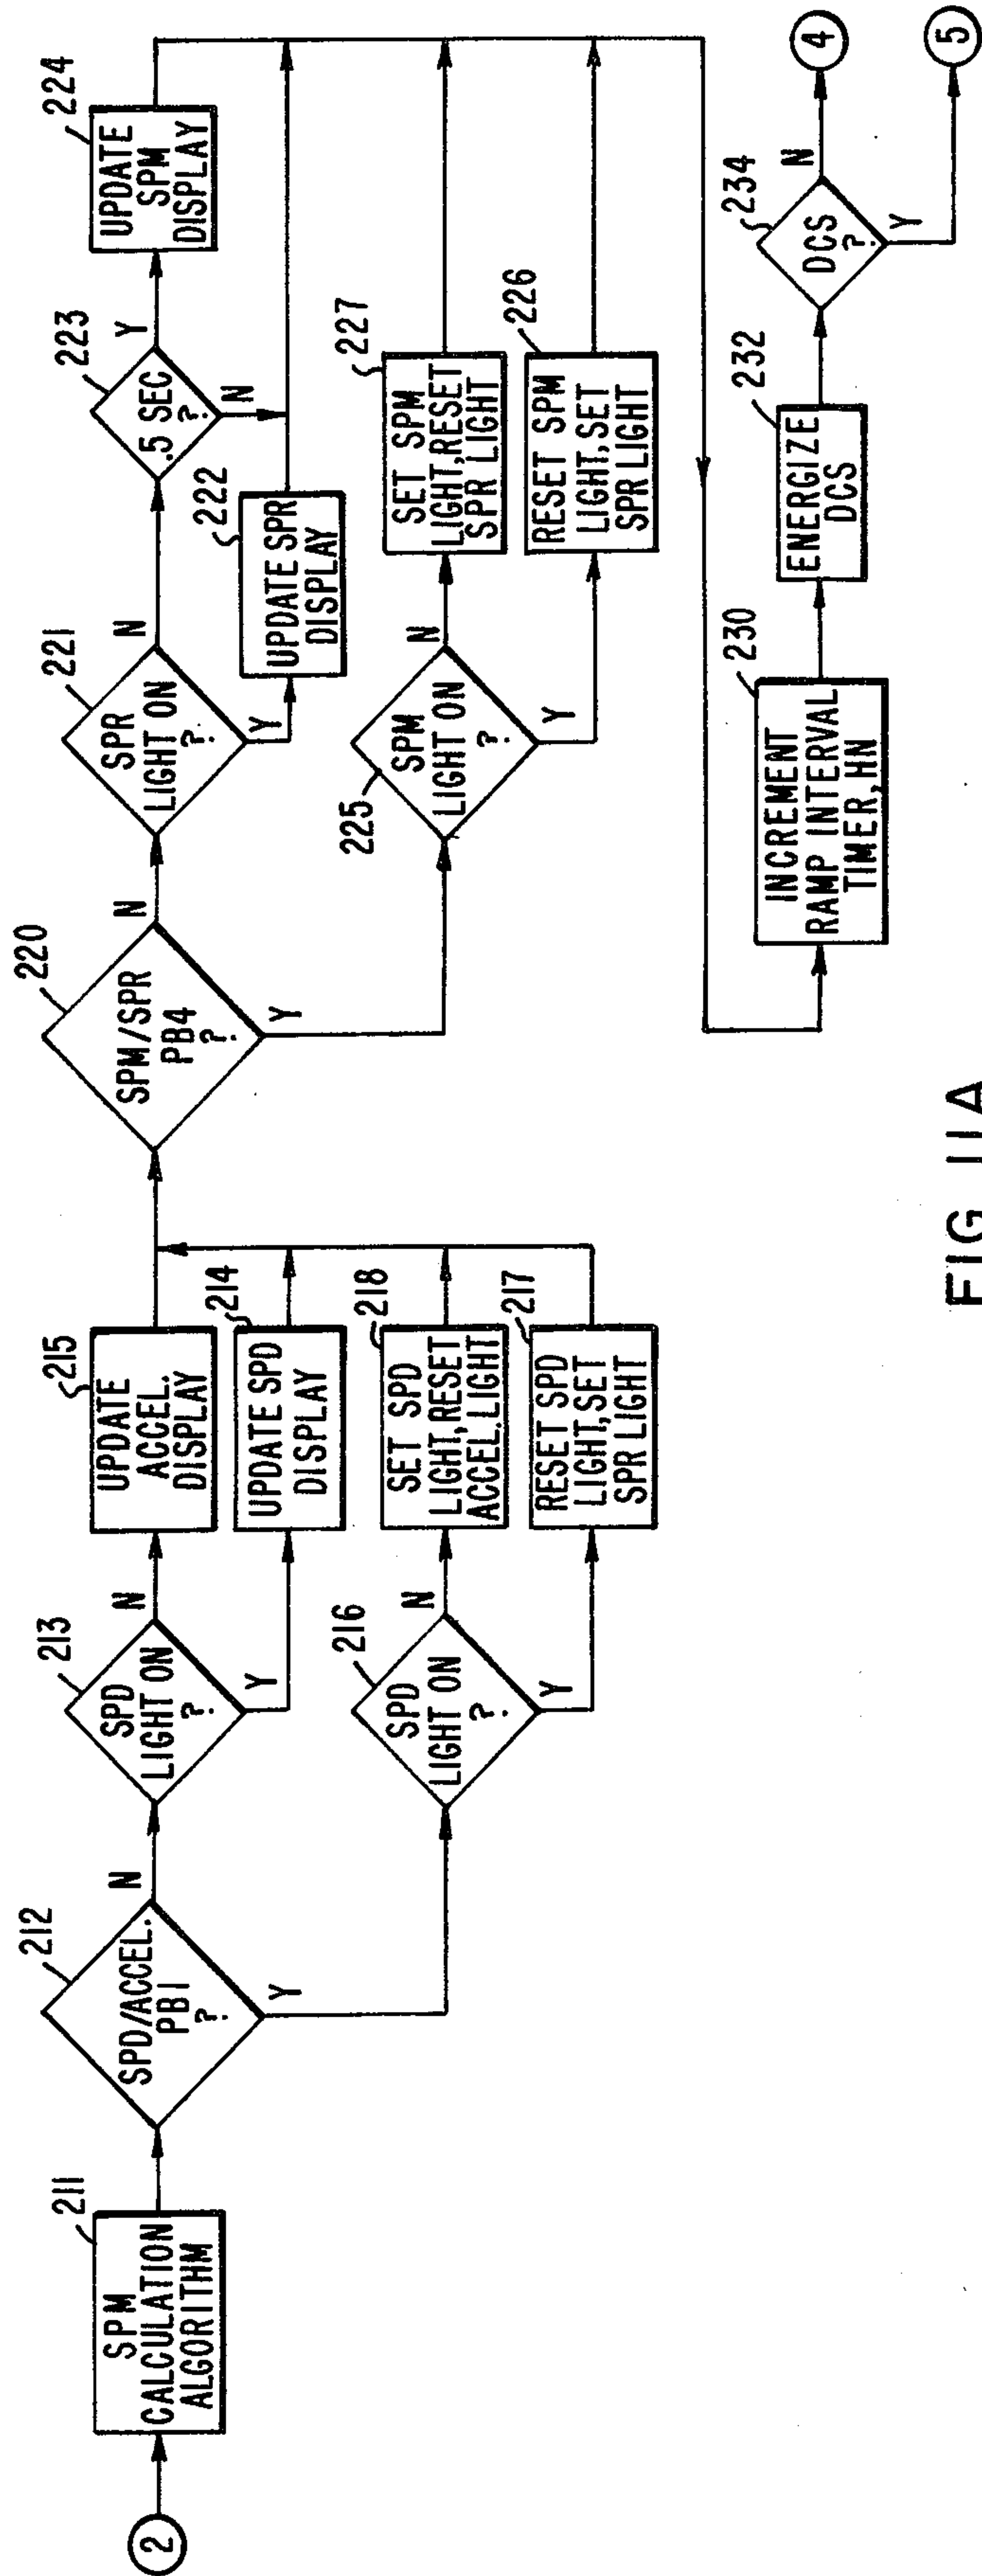 2
211
SPM
CALCULATION
ALGORITHM
212
SPD/ACCEL.
PB1
?
N
Y
213
SPD
LIGHT ON
?
N
Y
215
UPDATE
ACCEL.
DISPLAY
214
UPDATE SPD
DISPLAY
216
SPD
LIGHT ON
?
N
Y
218
SET SPD
LIGHT,RESET
ACCEL.LIGHT
217
RESET SPD
LIGHT,SET
SPR LIGHT
220
SPM/SPR
PB4
?
N
Y
221
SPR
LIGHT ON
?
N
Y
223
.5 SEC
?
Y
N
224
UPDATE
SPM
DISPLAY
222
UPDATE SPR
DISPLAY
225
SPM
LIGHT ON
?
N
Y
227
SET SPM
LIGHT,RESET
SPR LIGHT
226
RESET SPM
LIGHT,SET
SPR LIGHT
230
INCREMENT
RAMP INTERVAL
TIMER,HN
232
ENERGIZE
DCS
234
DCS
?
N
Y
4
5
FIG. 11A